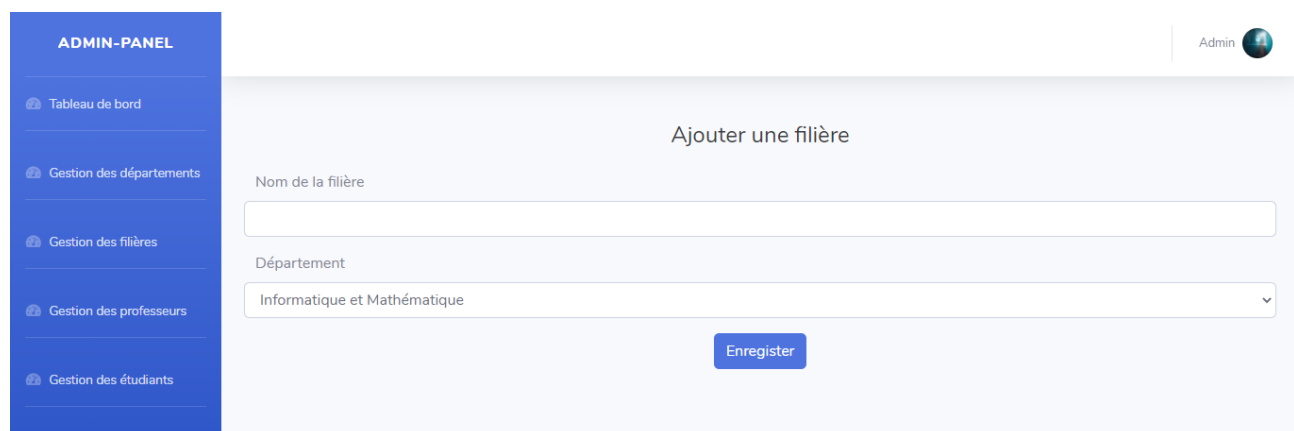 ADMIN-PANEL
Admin
Tableau de bord
Gestion des départements
Gestion des filières
Gestion des professeurs
Gestion des étudiants
Ajouter une filière
Nom de la filière
Département
Informatique et Mathématique
Enregister